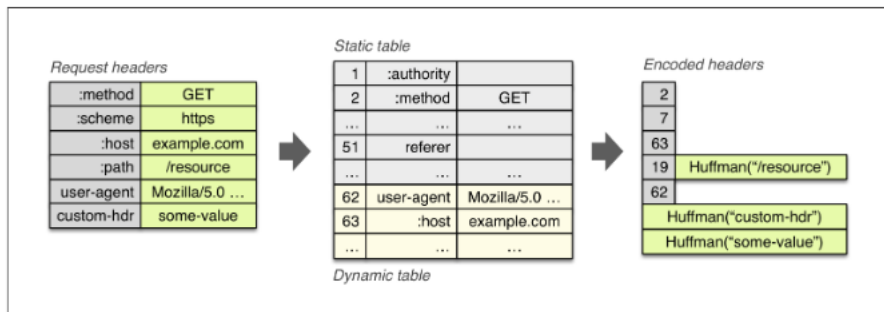 Request headers
:method GET
:scheme https
:host example.com
:path /resource
user-agent Mozilla/5.0 ...
custom-hdr some-value
Static table
1 :authority
2 :method GET
... ... ...
51 referer
... ... ...
62 user-agent Mozilla/5.0 ...
63 :host example.com
... ... ...
Dynamic table
Encoded headers
2
7
63
19 Huffman("/resource")
62
Huffman("custom-hdr")
Huffman("some-value")